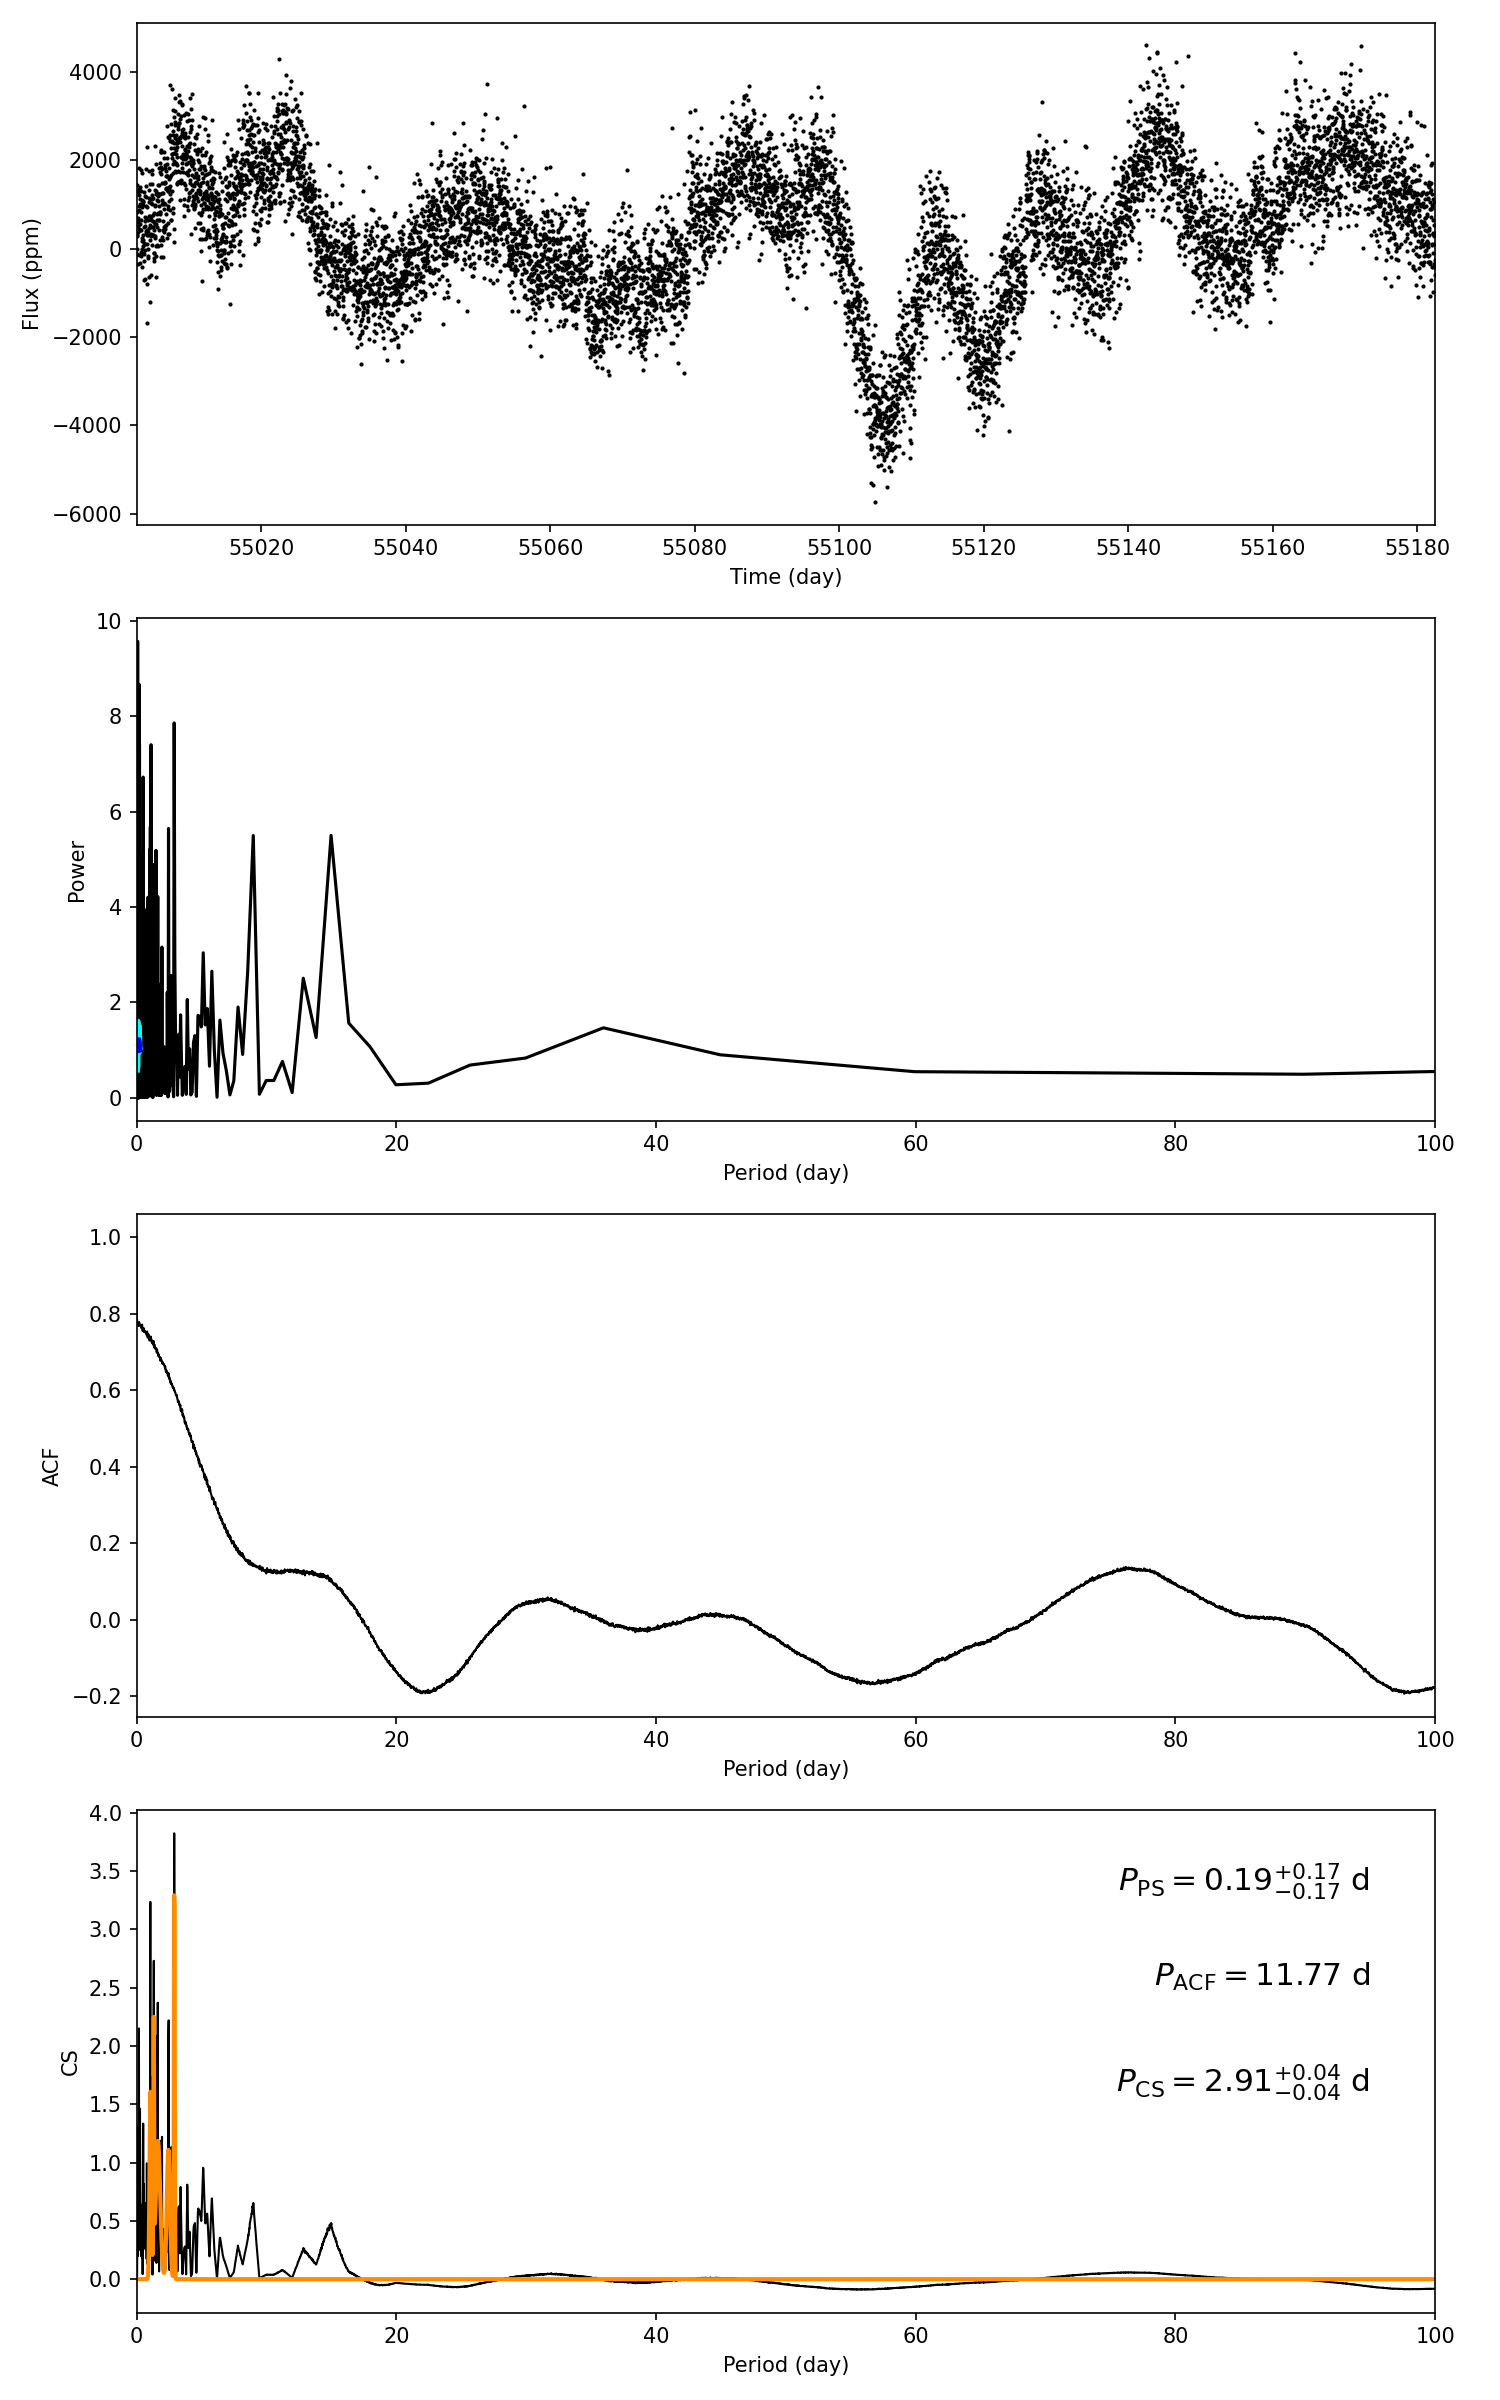 4000
2000
0
−2000
−4000
−6000
Flux (ppm)
55020 55040 55060 55080 55100 55120 55140 55160 55180
Time (day)
10
8
6
4
2
0
Power
0 20 40 60 80 100
Period (day)
1.0
0.8
0.6
0.4
0.2
0.0
−0.2
ACF
0 20 40 60 80 100
Period (day)
4.0
3.5
3.0
2.5
2.0
1.5
1.0
0.5
0.0
CS
P_PS = 0.19^{+0.17}_{−0.17} d
P_ACF = 11.77 d
P_CS = 2.91^{+0.04}_{−0.04} d
0 20 40 60 80 100
Period (day)